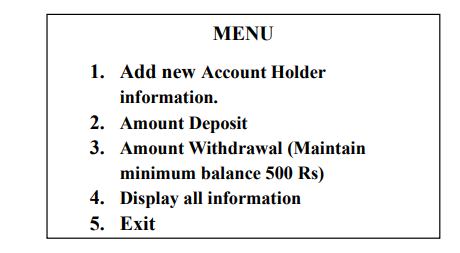 MENU
1. Add new Account Holder
information.
2. Amount Deposit
3. Amount Withdrawal (Maintain
minimum balance 500 Rs)
4. Display all information
5. Exit